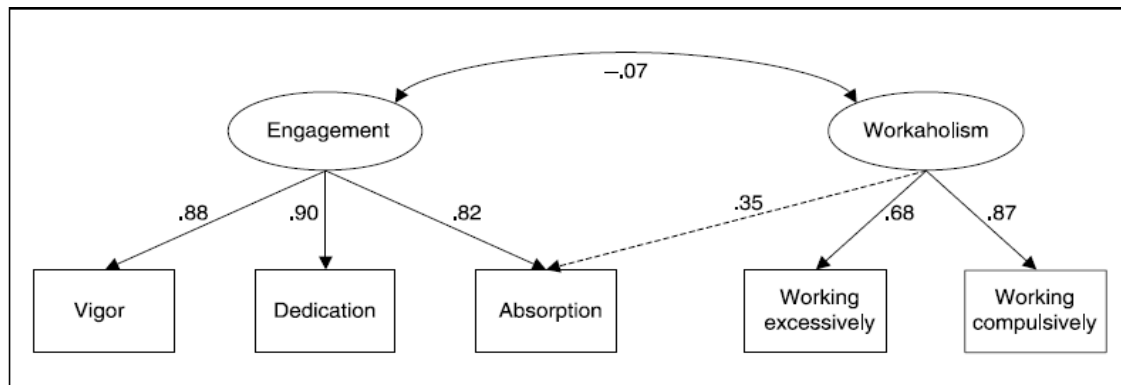 –.07
Engagement
Workaholism
.88
.90
.82
.35
.68
.87
Vigor
Dedication
Absorption
Working
excessively
Working
compulsively